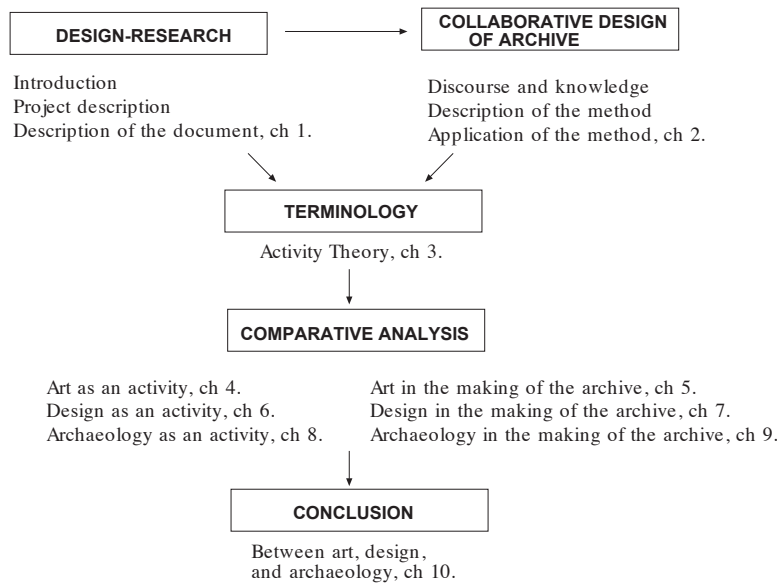 DESIGN-RESEARCH
COLLABORATIVE DESIGN
OF ARCHIVE
Introduction
Project description
Description of the document, ch 1.
Discourse and knowledge
Description of the method
Application of the method, ch 2.
TERMINOLOGY
Activity Theory, ch 3.
COMPARATIVE ANALYSIS
Art as an activity, ch 4.
Design as an activity, ch 6.
Archaeology as an activity, ch 8.
Art in the making of the archive, ch 5.
Design in the making of the archive, ch 7.
Archaeology in the making of the archive, ch 9.
CONCLUSION
Between art, design,
and archaeology, ch 10.